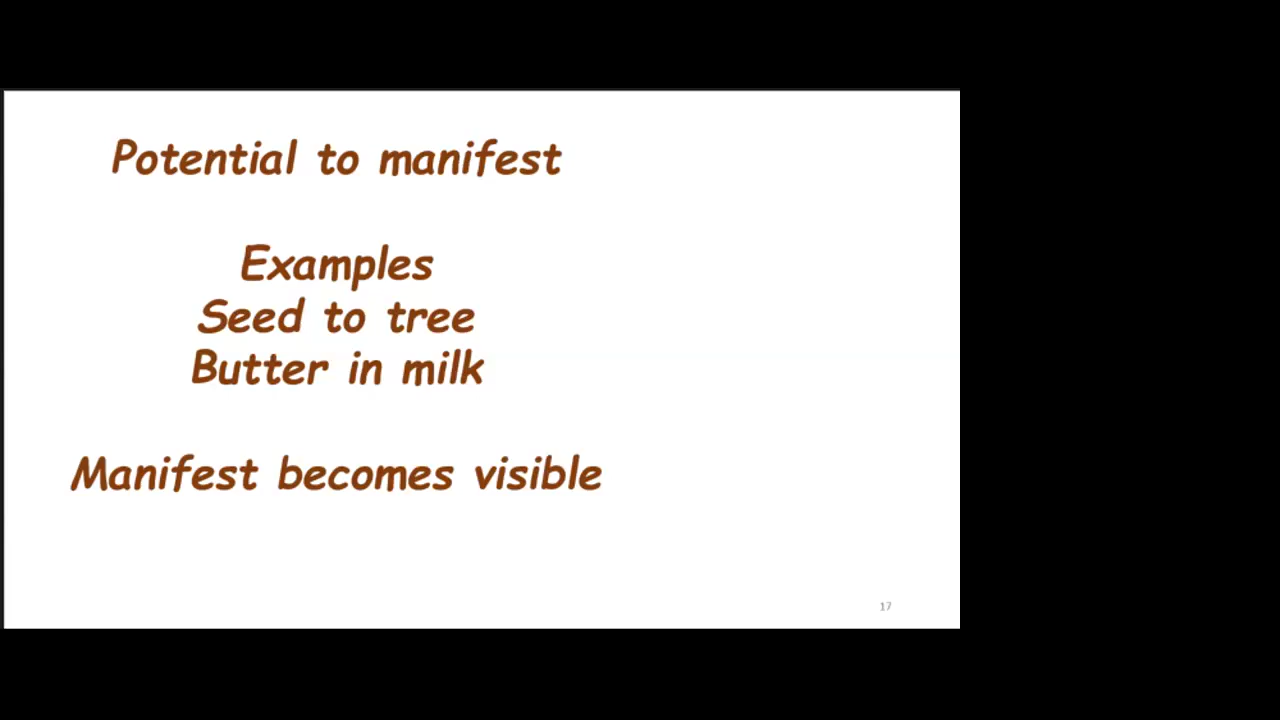 Potential to manifest
Examples
Seed to tree
Butter in milk
Manifest becomes visible
17